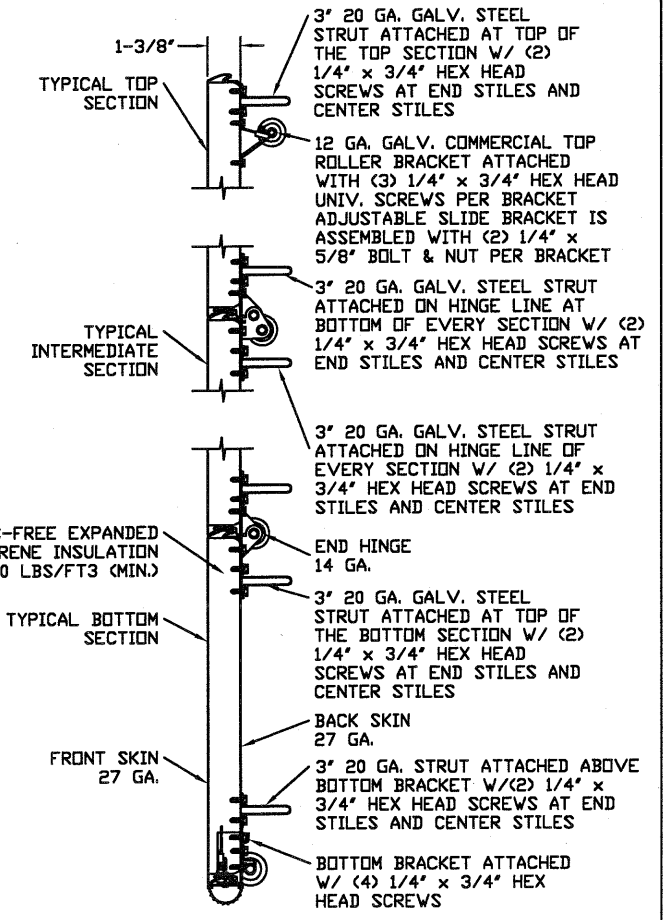 1-3/8"
3" 20 GA. GALV. STEEL
STRUT ATTACHED AT TOP OF
THE TOP SECTION W/ (2)
1/4" x 3/4" HEX HEAD
SCREWS AT END STILES AND
CENTER STILES
TYPICAL TOP
SECTION
12 GA. GALV. COMMERCIAL TOP
ROLLER BRACKET ATTACHED
WITH (3) 1/4" x 3/4" HEX HEAD
UNIV. SCREWS PER BRACKET
ADJUSTABLE SLIDE BRACKET IS
ASSEMBLED WITH (2) 1/4" x
5/8" BOLT & NUT PER BRACKET
3" 20 GA. GALV. STEEL STRUT
ATTACHED ON HINGE LINE AT
BOTTOM OF EVERY SECTION W/ (2)
1/4" x 3/4" HEX HEAD SCREWS AT
END STILES AND CENTER STILES
TYPICAL
INTERMEDIATE
SECTION
3" 20 GA. GALV. STEEL STRUT
ATTACHED ON HINGE LINE OF
EVERY SECTION W/ (2) 1/4" x
3/4" HEX HEAD SCREWS AT END
STILES AND CENTER STILES
-FREE EXPANDED
RENE INSULATION
0 LBS/FT3 (MIN.)
END HINGE
14 GA.
3" 20 GA. GALV. STEEL
STRUT ATTACHED AT TOP OF
THE BOTTOM SECTION W/ (2)
1/4" x 3/4" HEX HEAD
SCREWS AT END STILES AND
CENTER STILES
TYPICAL BOTTOM
SECTION
BACK SKIN
27 GA.
FRONT SKIN
27 GA.
3" 20 GA. STRUT ATTACHED ABOVE
BOTTOM BRACKET W/(2) 1/4" x
3/4" HEX HEAD SCREWS AT END
STILES AND CENTER STILES
BOTTOM BRACKET ATTACHED
W/ (4) 1/4" x 3/4" HEX
HEAD SCREWS